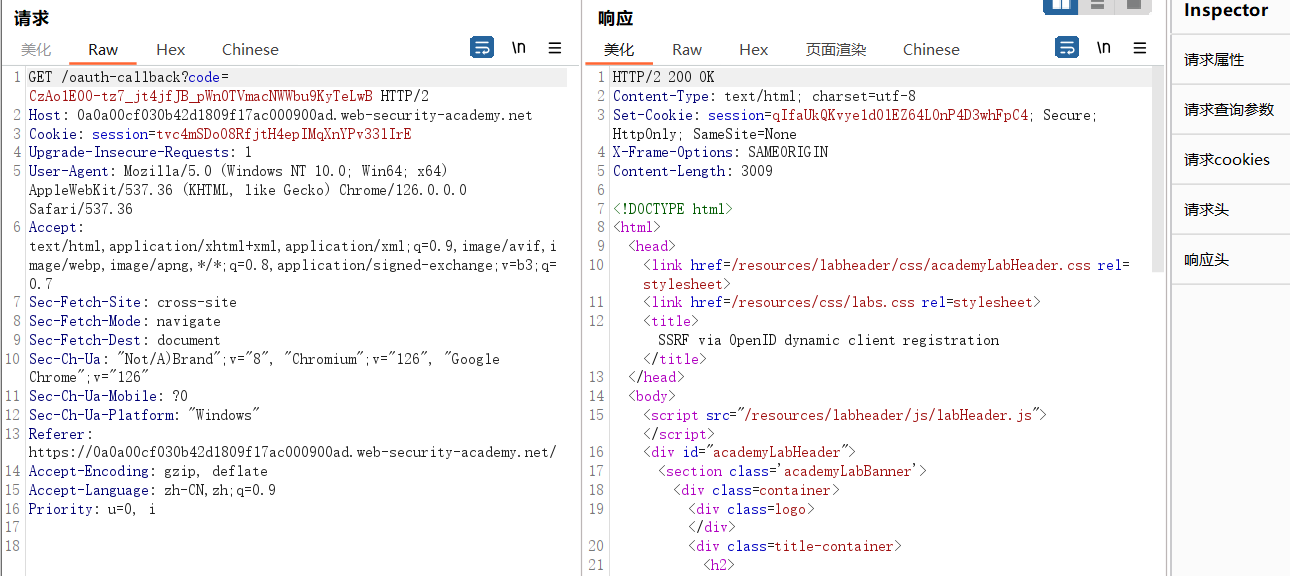 请求
美化 Raw Hex Chinese \n
1 GET /oauth-callback?code=
CzAolE00-tz7_jt4jfJB_pWn0TVmacNWWbu9KyTeLwB HTTP/2
2 Host: 0a0a00cf030b42d1809f17ac000900ad.web-security-academy.net
3 Cookie: session=tvc4mSDo08RfjtH4epIMqXnYPv33lIrE
4 Upgrade-Insecure-Requests: 1
5 User-Agent: Mozilla/5.0 (Windows NT 10.0; Win64; x64)
AppleWebKit/537.36 (KHTML, like Gecko) Chrome/126.0.0.0
Safari/537.36
6 Accept:
text/html,application/xhtml+xml,application/xml;q=0.9,image/avif,i
mage/webp,image/apng,*/*;q=0.8,application/signed-exchange;v=b3;q=
0.7
7 Sec-Fetch-Site: cross-site
8 Sec-Fetch-Mode: navigate
9 Sec-Fetch-Dest: document
10 Sec-Ch-Ua: "Not/A)Brand";v="8", "Chromium";v="126", "Google
Chrome";v="126"
11 Sec-Ch-Ua-Mobile: ?0
12 Sec-Ch-Ua-Platform: "Windows"
13 Referer:
https://0a0a00cf030b42d1809f17ac000900ad.web-security-academy.net/
14 Accept-Encoding: gzip, deflate
15 Accept-Language: zh-CN,zh;q=0.9
16 Priority: u=0, i
17
18
响应
美化 Raw Hex 页面渲染 Chinese \n
1 HTTP/2 200 OK
2 Content-Type: text/html; charset=utf-8
3 Set-Cookie: session=qIfaUkQKvye1d0lEZ64L0nP4D3whFpC4; Secure;
HttpOnly; SameSite=None
4 X-Frame-Options: SAMEORIGIN
5 Content-Length: 3009
6
7 <!DOCTYPE html>
8 <html>
9 <head>
10 <link href=/resources/labheader/css/academyLabHeader.css rel=
stylesheet>
11 <link href=/resources/css/labs.css rel=stylesheet>
12 <title>
SSRF via OpenID dynamic client registration
</title>
13 </head>
14 <body>
15 <script src="/resources/labheader/js/labHeader.js">
</script>
16 <div id="academyLabHeader">
17 <section class='academyLabBanner'>
18 <div class=container>
19 <div class=logo>
</div>
20 <div class=title-container>
21 <h2>
Inspector
请求属性
请求查询参数
请求cookies
请求头
响应头